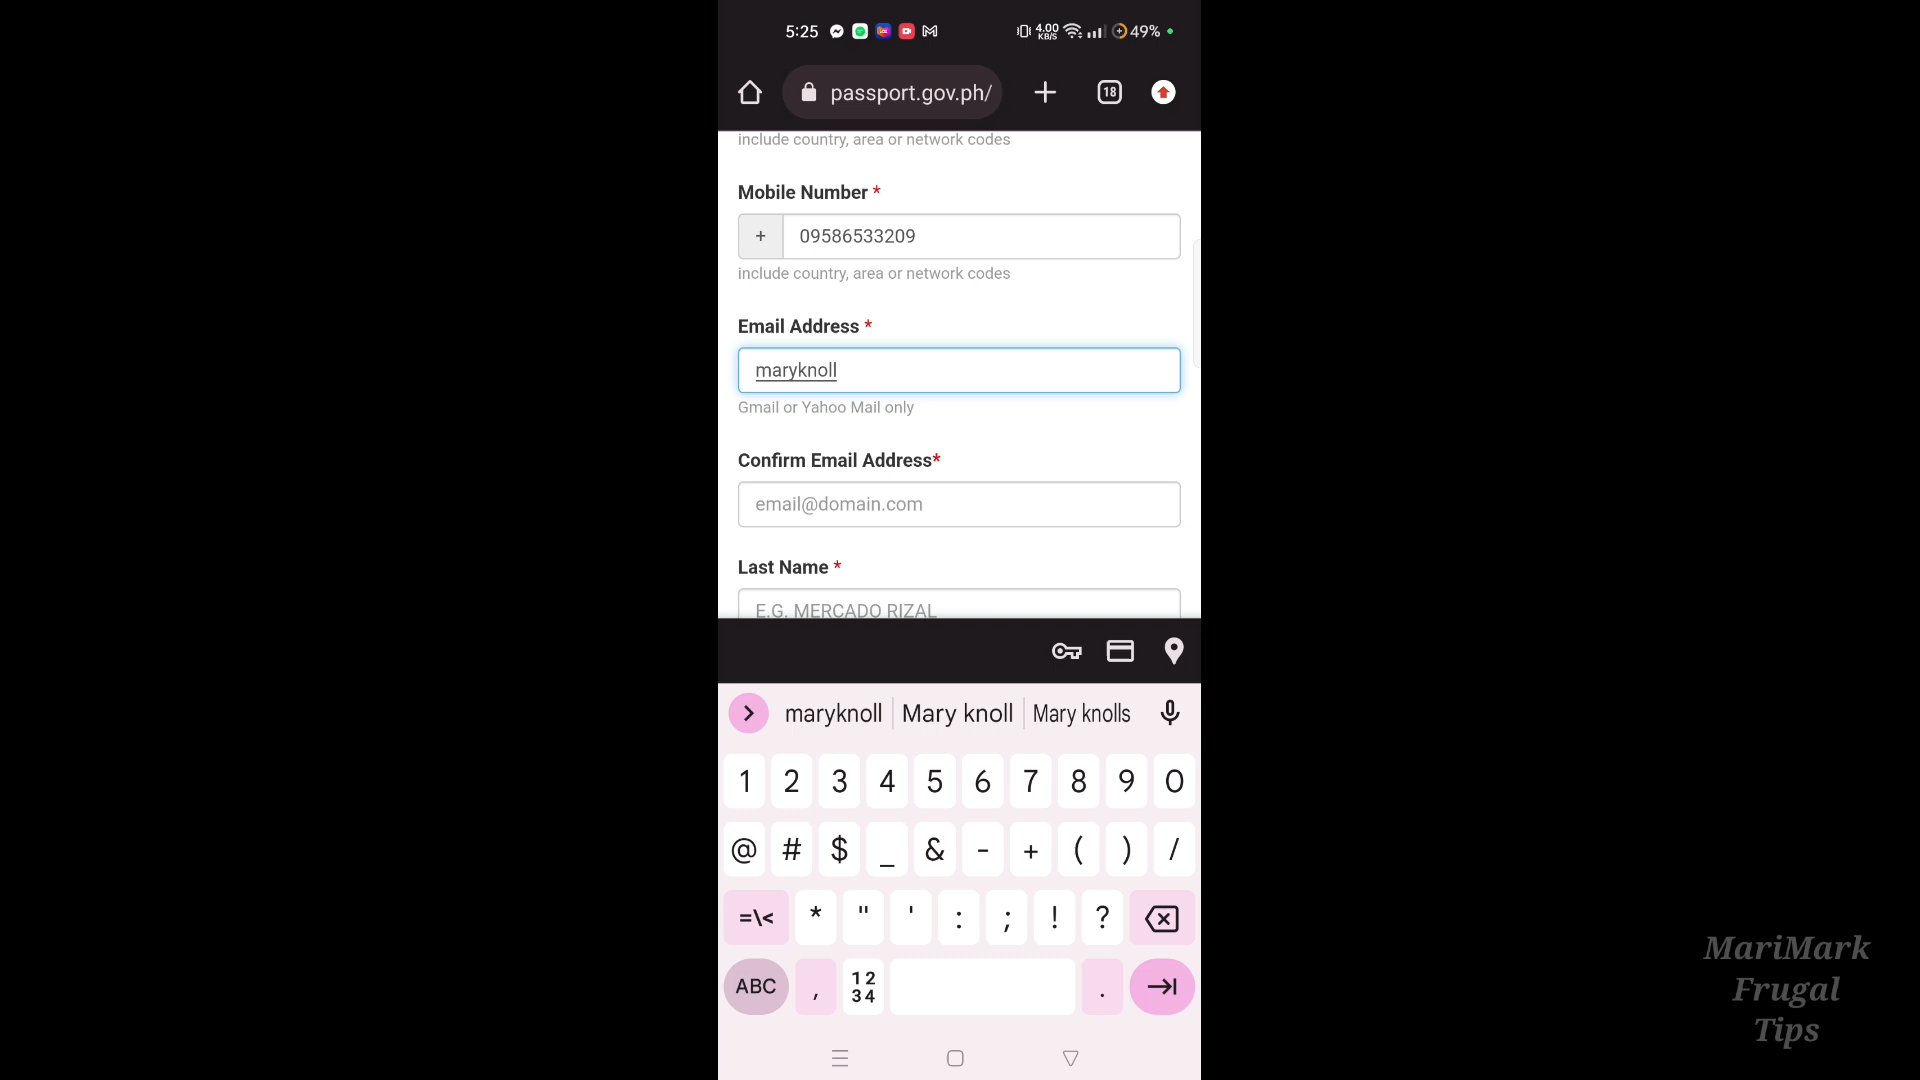 5:25 4.00 KB/S 49%
passport.gov.ph/ 18
include country, area or network codes
Mobile Number *
+ 09586533209
include country, area or network codes
Email Address *
maryknoll
Gmail or Yahoo Mail only
Confirm Email Address*
email@domain.com
Last Name *
E.G. MERCADO RIZAL
maryknoll Mary knoll Mary knolls
1 2 3 4 5 6 7 8 9 0
@ # $ _ & - + ( ) /
=\< * " ' : ; ! ?
ABC , 12 34 .
MariMark
Frugal
Tips